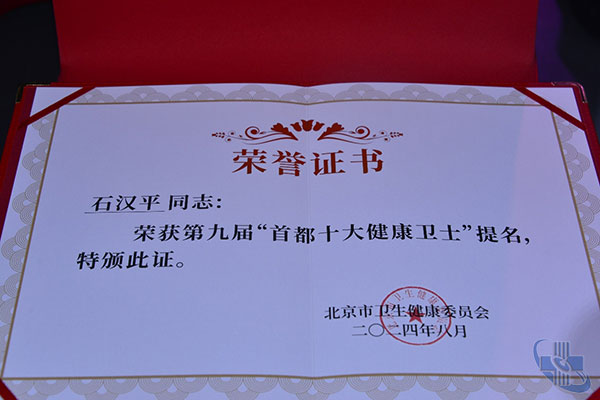 荣誉证书
石汉平同志：
荣获第九届“首都十大健康卫士”提名，
特颁此证。
北京市卫生健康委员会
二〇二四年八月